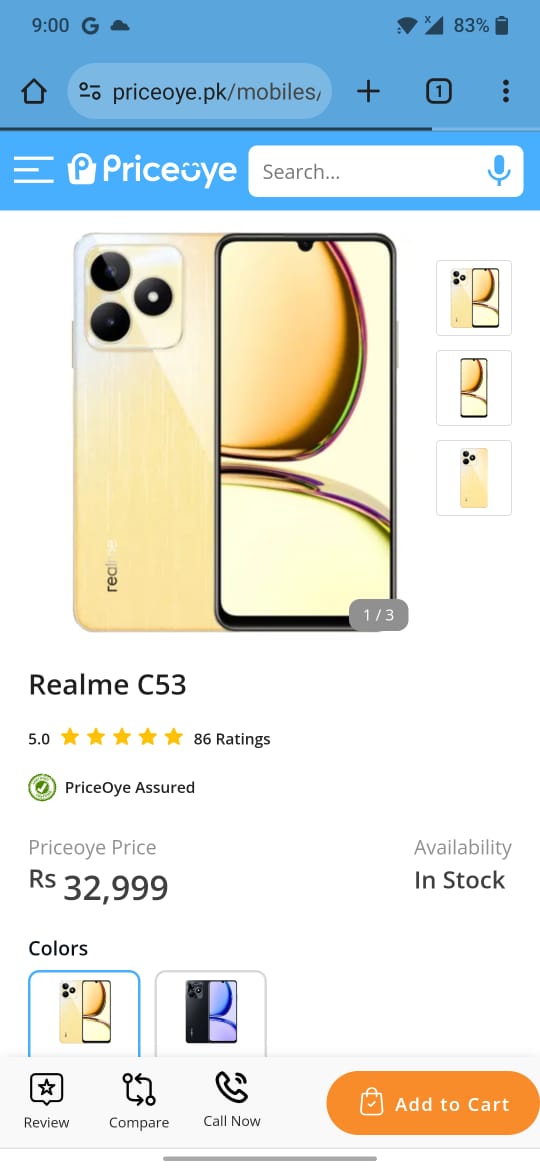 9:00 G x 83%
priceoye.pk/mobiles/ 1
Priceoye Search...
realme
1 / 3
Realme C53
5.0 86 Ratings
PriceOye Assured
Priceoye Price Availability
Rs 32,999 In Stock
Colors
Review Compare Call Now Add to Cart